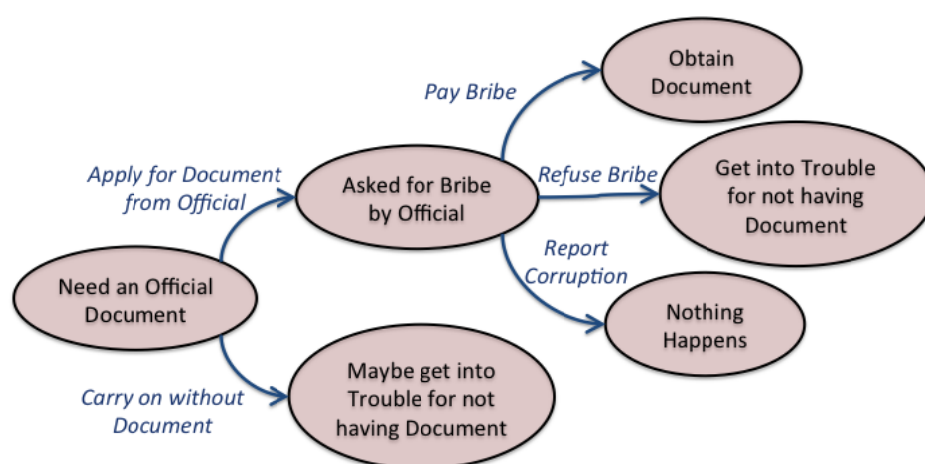 Obtain
Document
Pay Bribe
Apply for Document
from Official
Asked for Bribe
by Official
Refuse Bribe
Get into Trouble
for not having
Document
Report
Corruption
Need an Official
Document
Nothing
Happens
Carry on without
Document
Maybe get into
Trouble for not
having Document